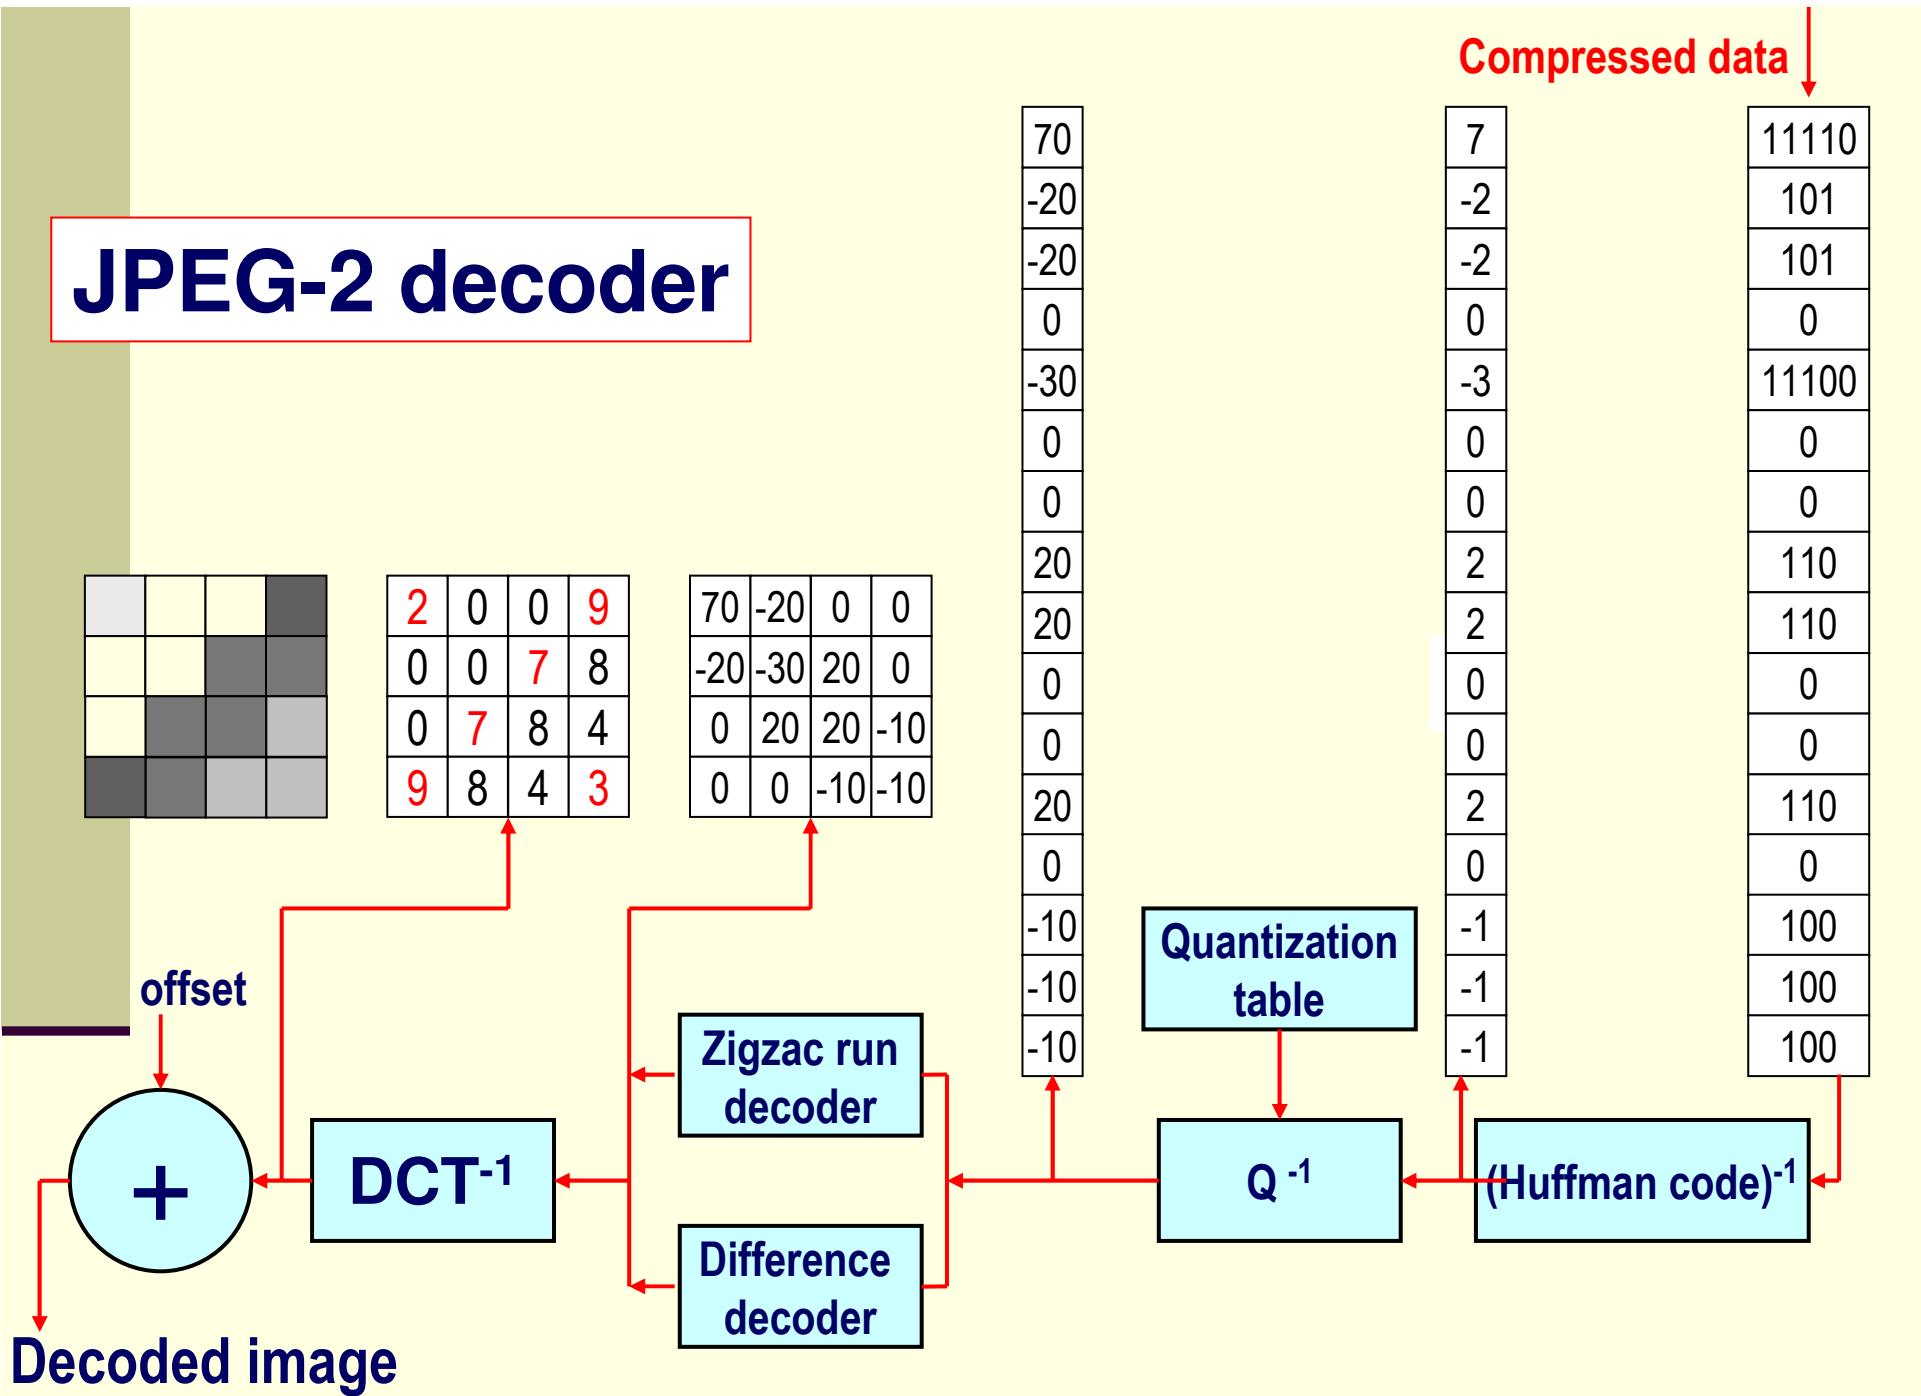 Compressed data
JPEG-2 decoder
70
-20
-20
0
-30
0
0
20
20
0
0
20
0
-10
-10
-10
7
-2
-2
0
-3
0
0
2
2
0
0
2
0
-1
-1
-1
11110
101
101
0
11100
0
0
110
110
0
0
110
0
100
100
100
2 0 0 9
0 0 7 8
0 7 8 4
9 8 4 3
70 -20 0 0
-20 -30 20 0
0 20 20 -10
0 0 -10 -10
Quantization
table
offset
Zigzac run
decoder
+
DCT-1
Q -1
(Huffman code)-1
Difference
decoder
Decoded image